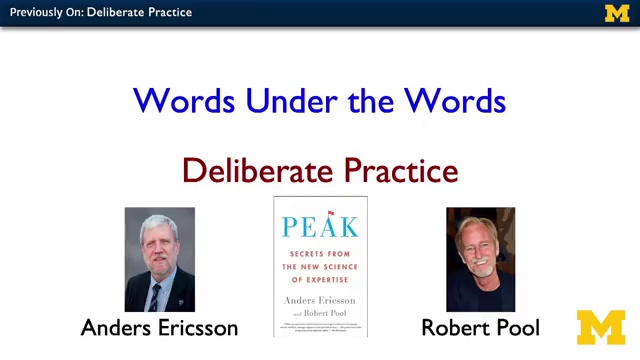 Previously On: Deliberate Practice
M
Words Under the Words
Deliberate Practice
PEAK
SECRETS FROM
THE NEW SCIENCE
OF EXPERTISE
Anders Ericsson
and Robert Pool
Anders Ericsson
Robert Pool
M